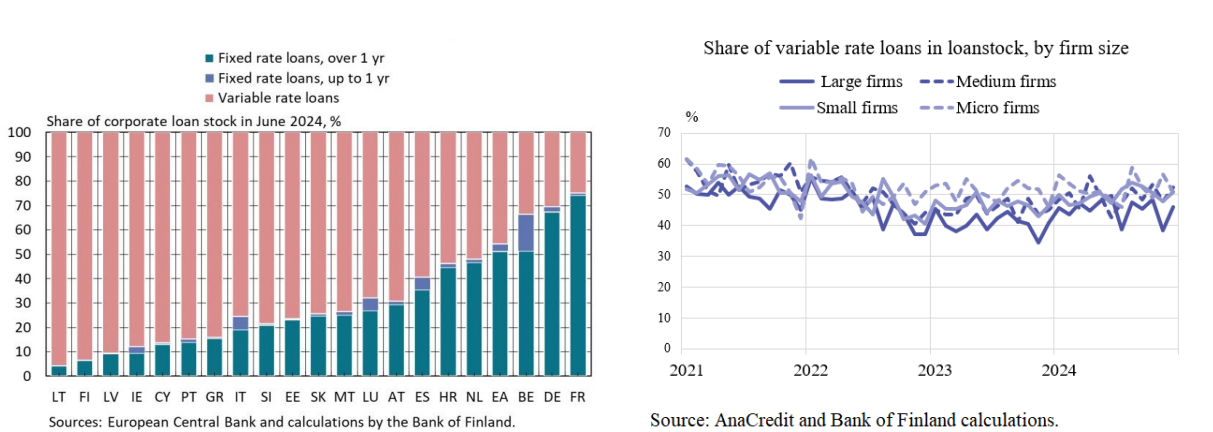 Fixed rate loans, over 1 yr
Fixed rate loans, up to 1 yr
Variable rate loans
Share of corporate loan stock in June 2024, %
100
90
80
70
60
50
40
30
20
10
0
LT FI LV IE CY PT GR IT SI EE SK MT LU AT ES HR NL EA BE DE FR
Sources: European Central Bank and calculations by the Bank of Finland.
Share of variable rate loans in loanstock, by firm size
Large firms Medium firms
Small firms Micro firms
%
70
60
50
40
30
20
10
0
2021 2022 2023 2024
Source: AnaCredit and Bank of Finland calculations.